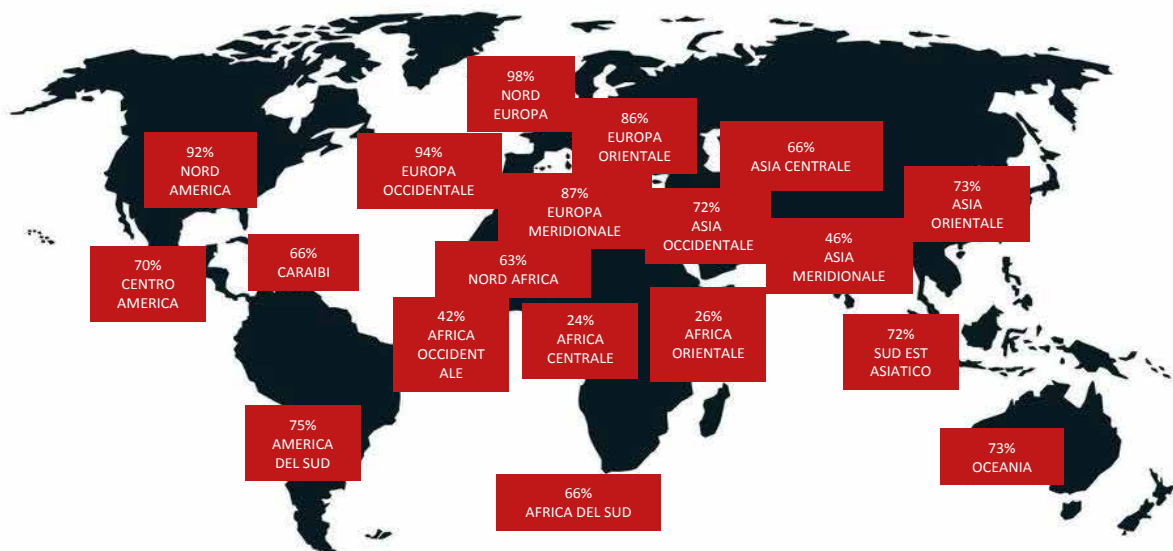 98%
NORD
EUROPA
86%
EUROPA
ORIENTALE
92%
NORD
AMERICA
94%
EUROPA
OCCIDENTALE
66%
ASIA CENTRALE
87%
EUROPA
MERIDIONALE
72%
ASIA
OCCIDENTALE
73%
ASIA
ORIENTALE
70%
CENTRO
AMERICA
66%
CARAIBI
63%
NORD AFRICA
46%
ASIA
MERIDIONALE
42%
AFRICA
OCCIDENT
ALE
24%
AFRICA
CENTRALE
26%
AFRICA
ORIENTALE
72%
SUD EST
ASIATICO
75%
AMERICA
DEL SUD
73%
OCEANIA
66%
AFRICA DEL SUD